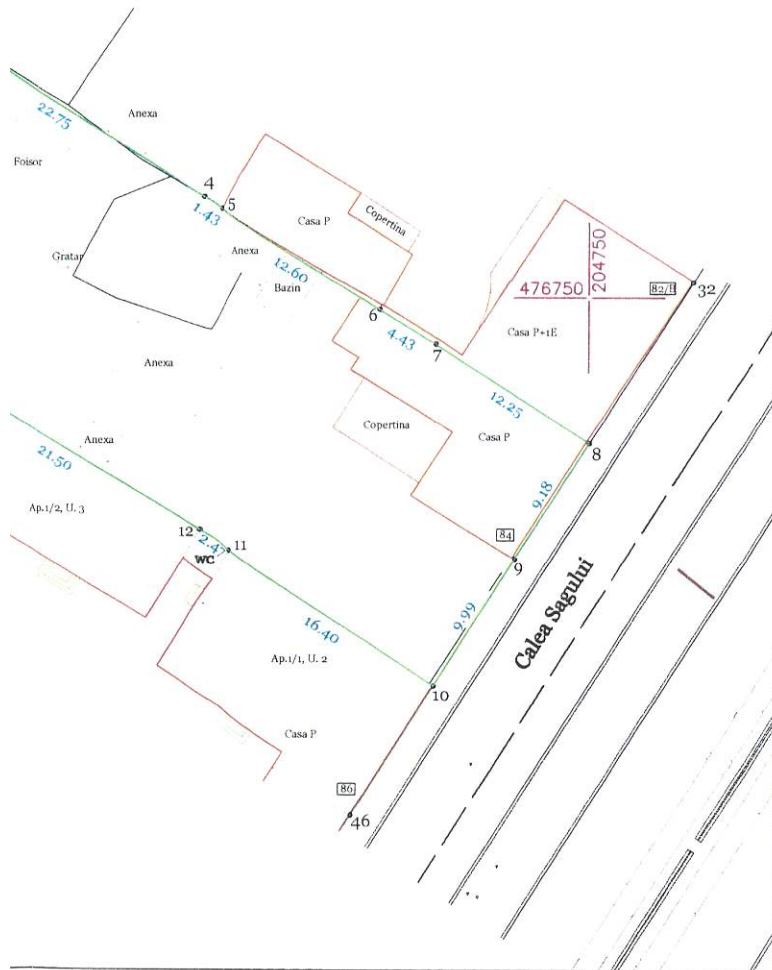 Anexa
22.75
Foisor
4
1.43
5
Casa P
Copertina
Anexa
12.60
Gratar
Bazin
204750
476750
82/B
32
6
4.43
7
Casa P+1E
12.25
Anexa
Copertina
Casa P
8
Anexa
21.50
9.18
Ap.1/2, U. 3
12
2.47
11
WC
84
9
9.99
Calea Sagului
16.40
Ap.1/1, U. 2
10
Casa P
86
46